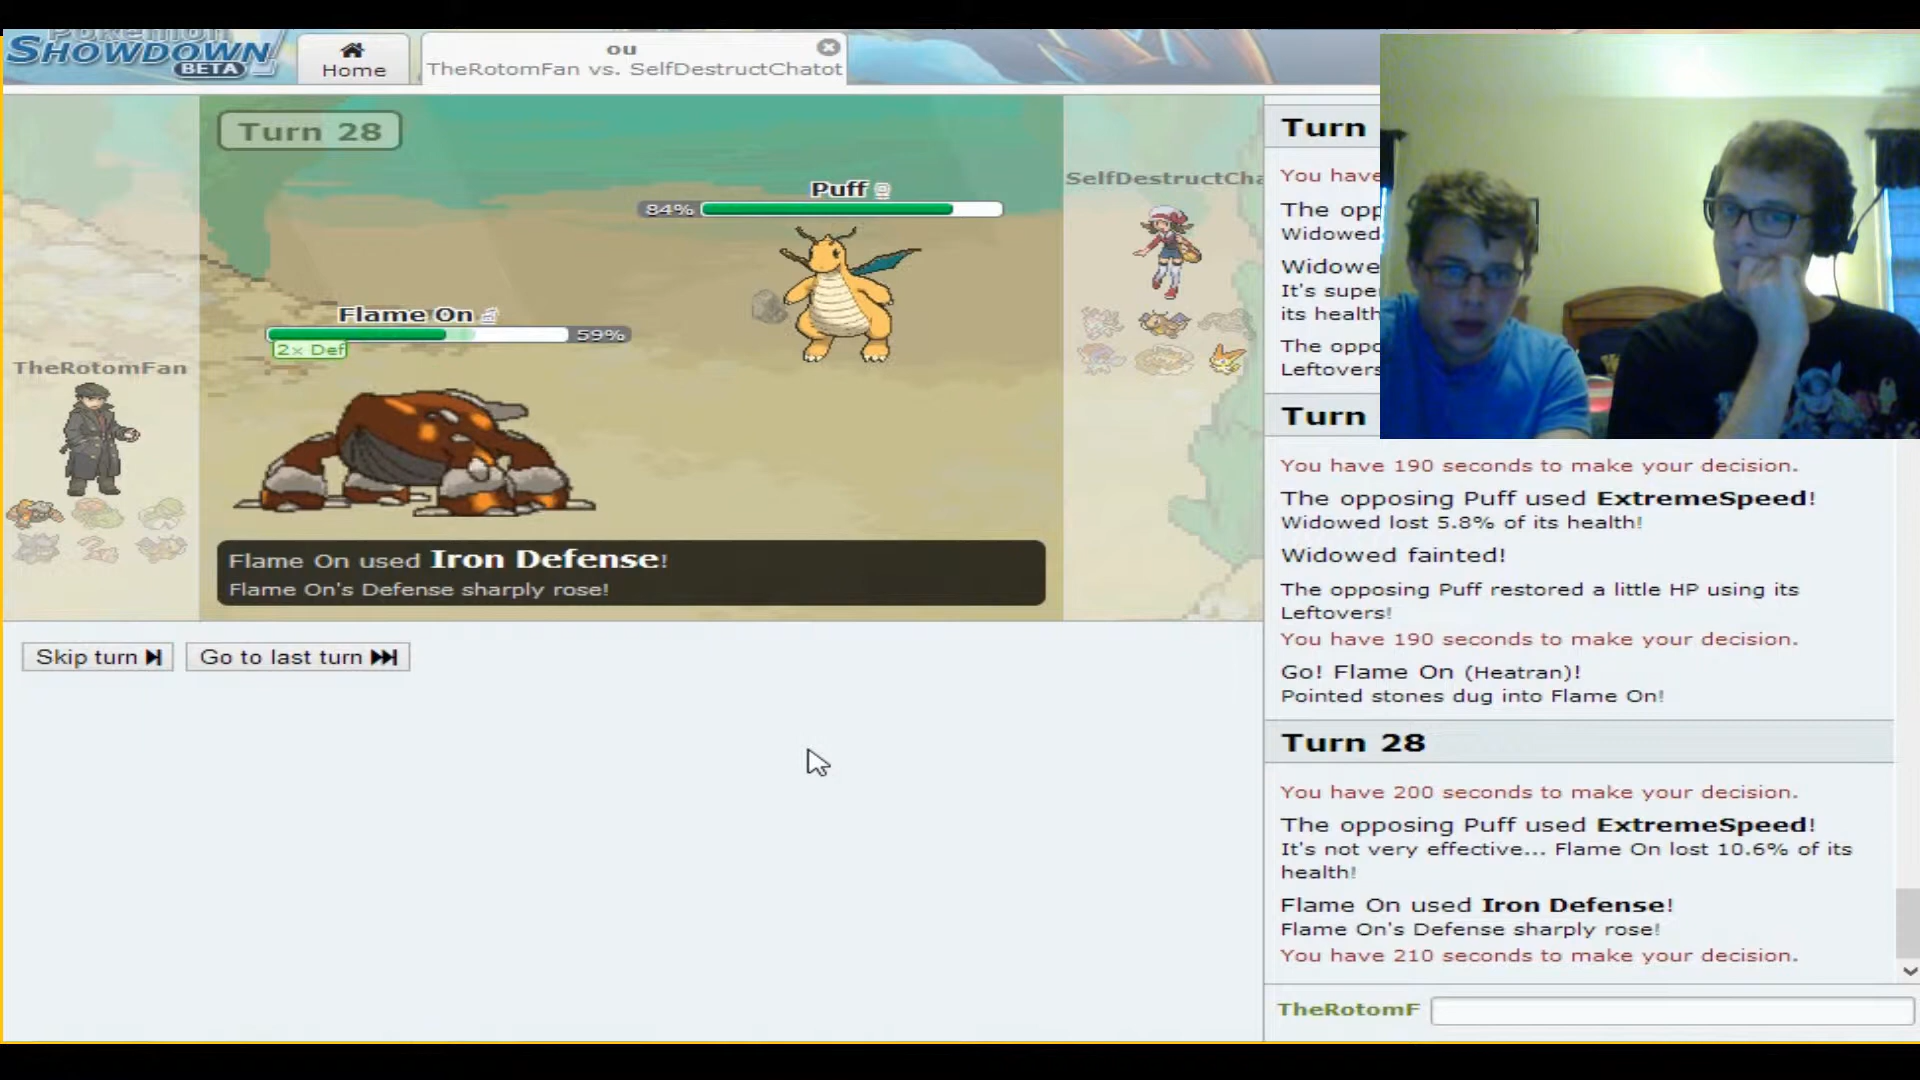 Pokémon
SHOWDOWN
BETA
Home
ou
TheRotomFan vs. SelfDestructChatot
Turn 28
Puff
84%
Flame On
59%
2x Def
TheRotomFan
SelfDestructCha
Flame On used Iron Defense!
Flame On's Defense sharply rose!
Skip turn
Go to last turn
Turn
You have
The opp
Widowed
Widowe
It's supe
its health
The oppo
Leftovers
Turn
You have 190 seconds to make your decision.
The opposing Puff used ExtremeSpeed!
Widowed lost 5.8% of its health!
Widowed fainted!
The opposing Puff restored a little HP using its
Leftovers!
You have 190 seconds to make your decision.
Go! Flame On (Heatran)!
Pointed stones dug into Flame On!
Turn 28
You have 200 seconds to make your decision.
The opposing Puff used ExtremeSpeed!
It's not very effective... Flame On lost 10.6% of its
health!
Flame On used Iron Defense!
Flame On's Defense sharply rose!
You have 210 seconds to make your decision.
TheRotomF